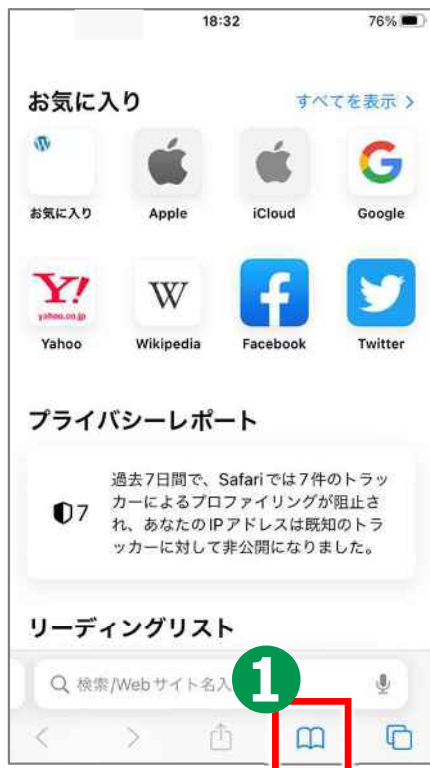 18:32 76%
お気に入り すべてを表示 >
お気に入り Apple iCloud Google
Y!
yahoo.co.jp
W
Yahoo Wikipedia Facebook Twitter
プライバシーレポート
7
過去7日間で、Safariでは7件のトラッ
カーによるプロファイリングが阻止さ
れ、あなたのIPアドレスは既知のトラ
ッカーに対して非公開になりました。
リーディングリスト
検索/Webサイト名入
1